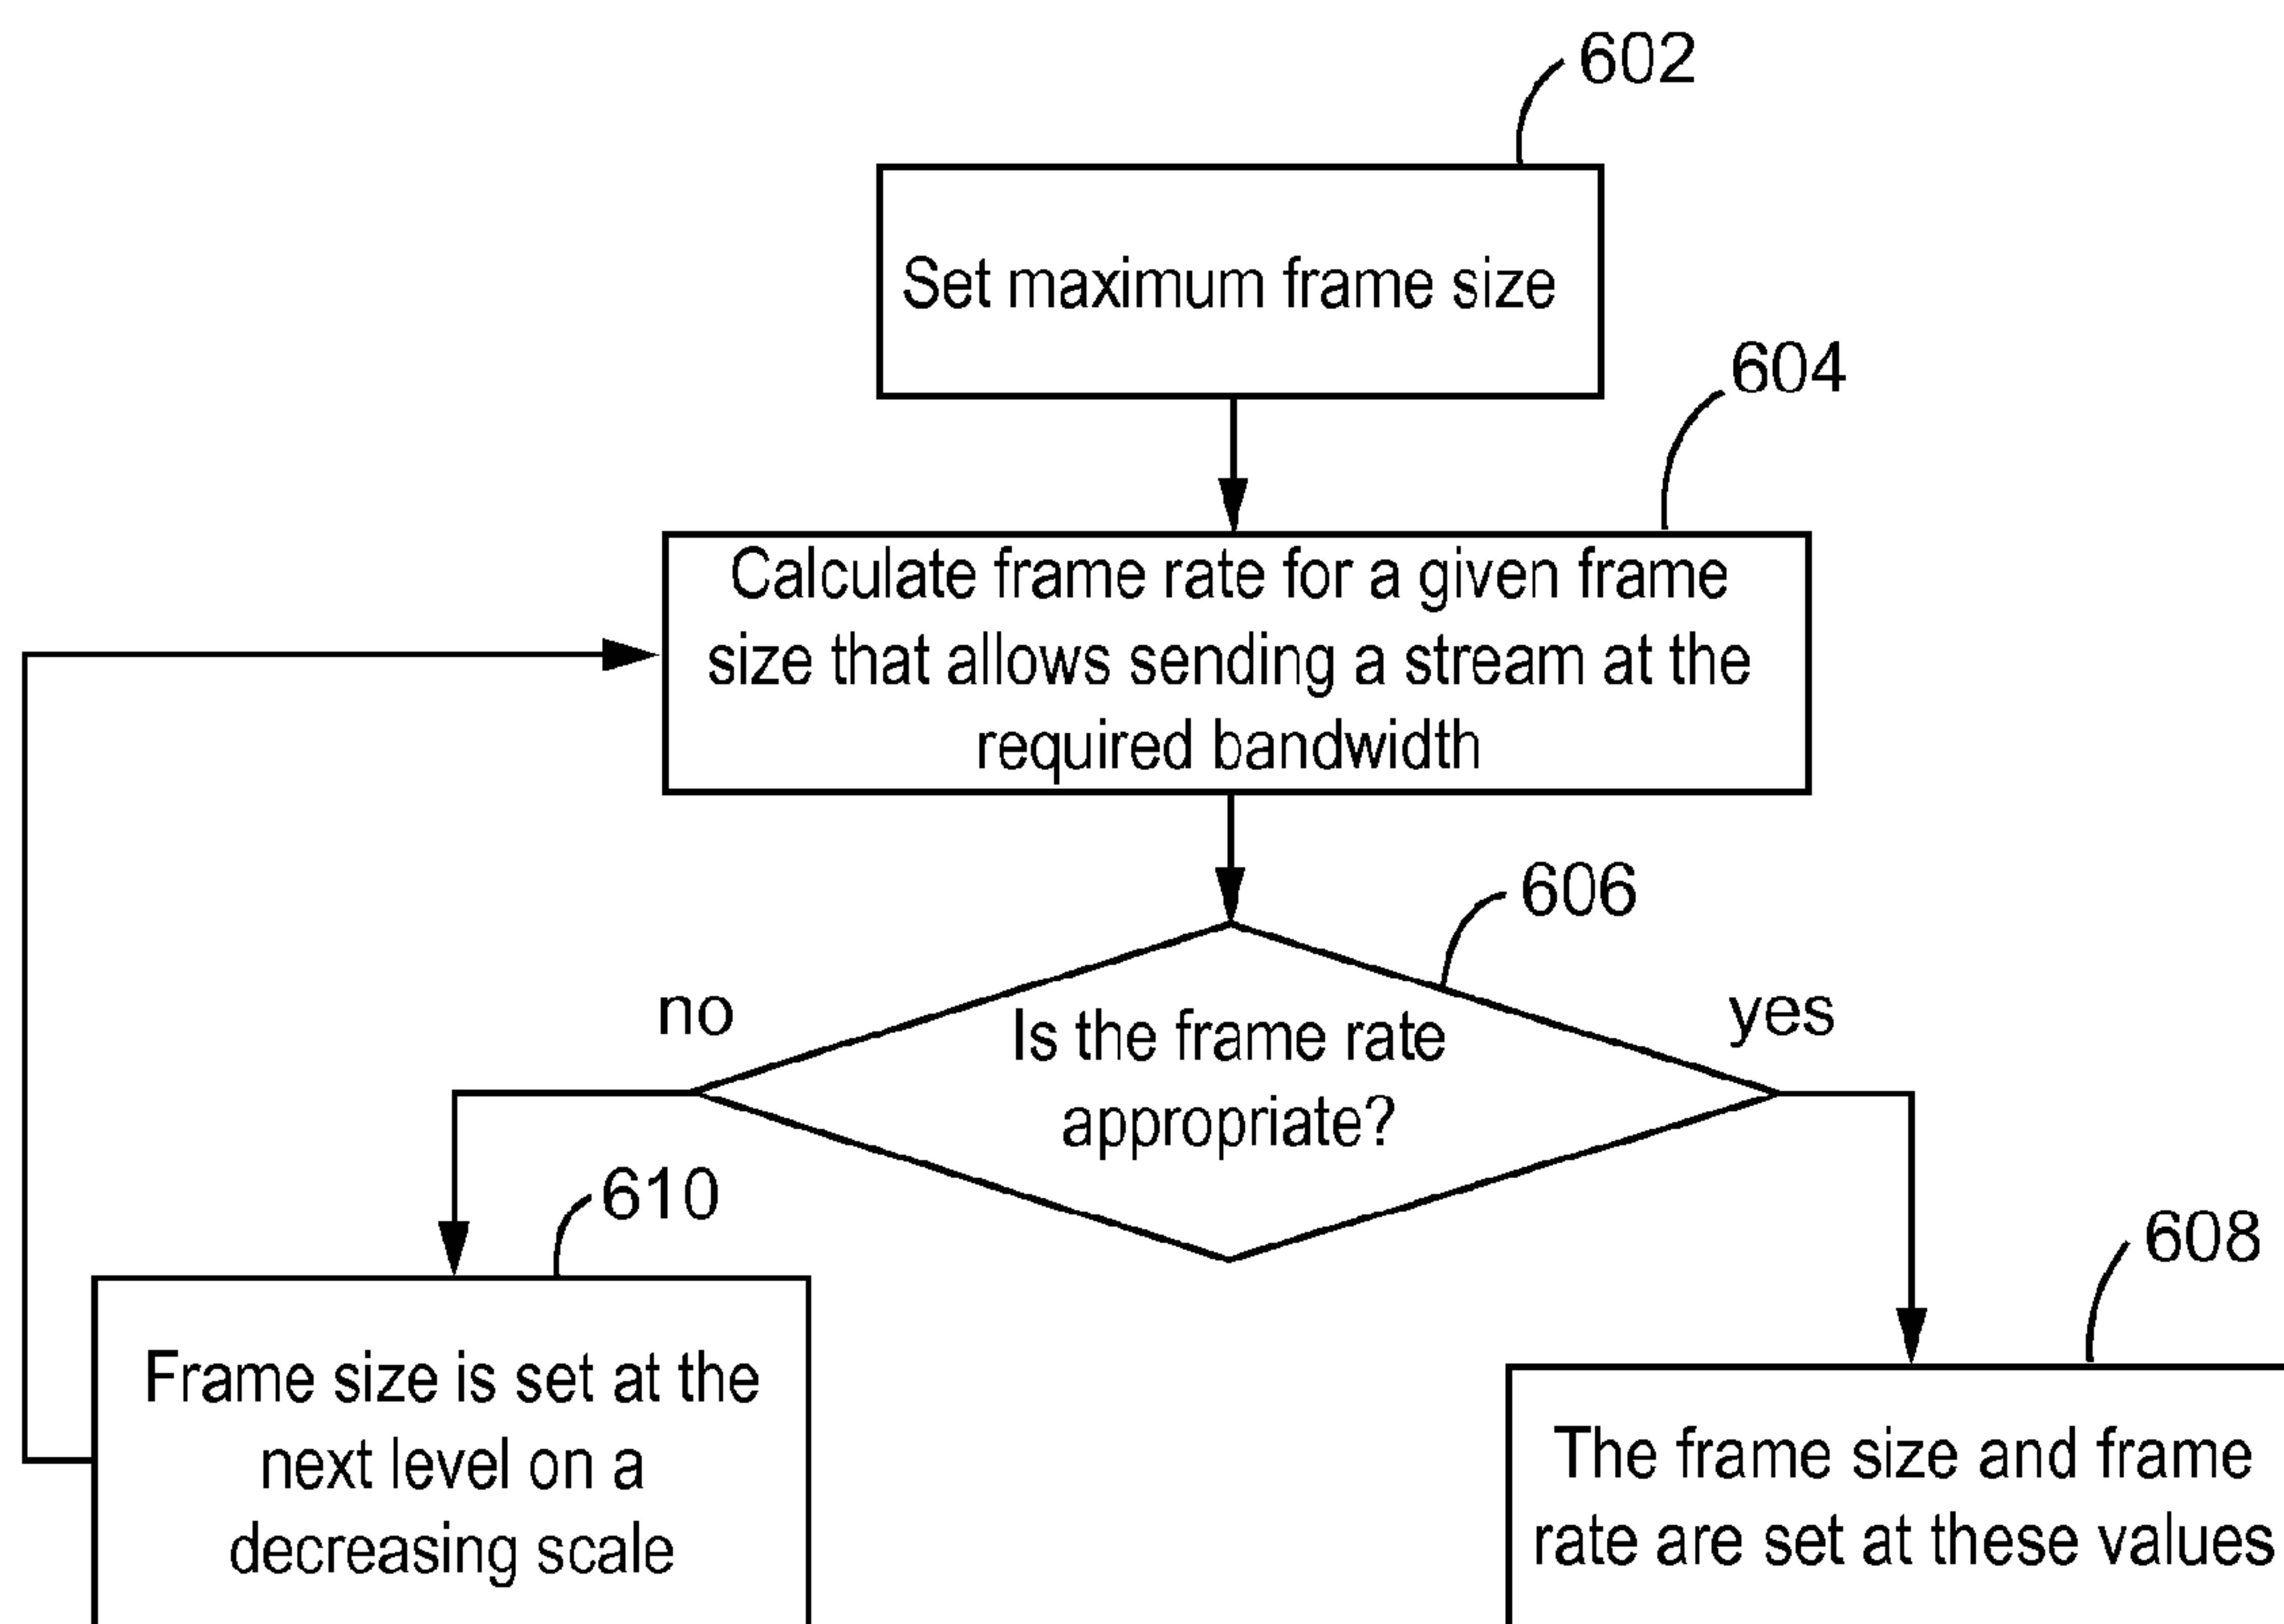 602
Set maximum frame size
604
Calculate frame rate for a given frame
size that allows sending a stream at the
required bandwidth
606
no
yes
Is the frame rate
appropriate?
610
608
Frame size is set at the
next level on a
decreasing scale
The frame size and frame
rate are set at these values